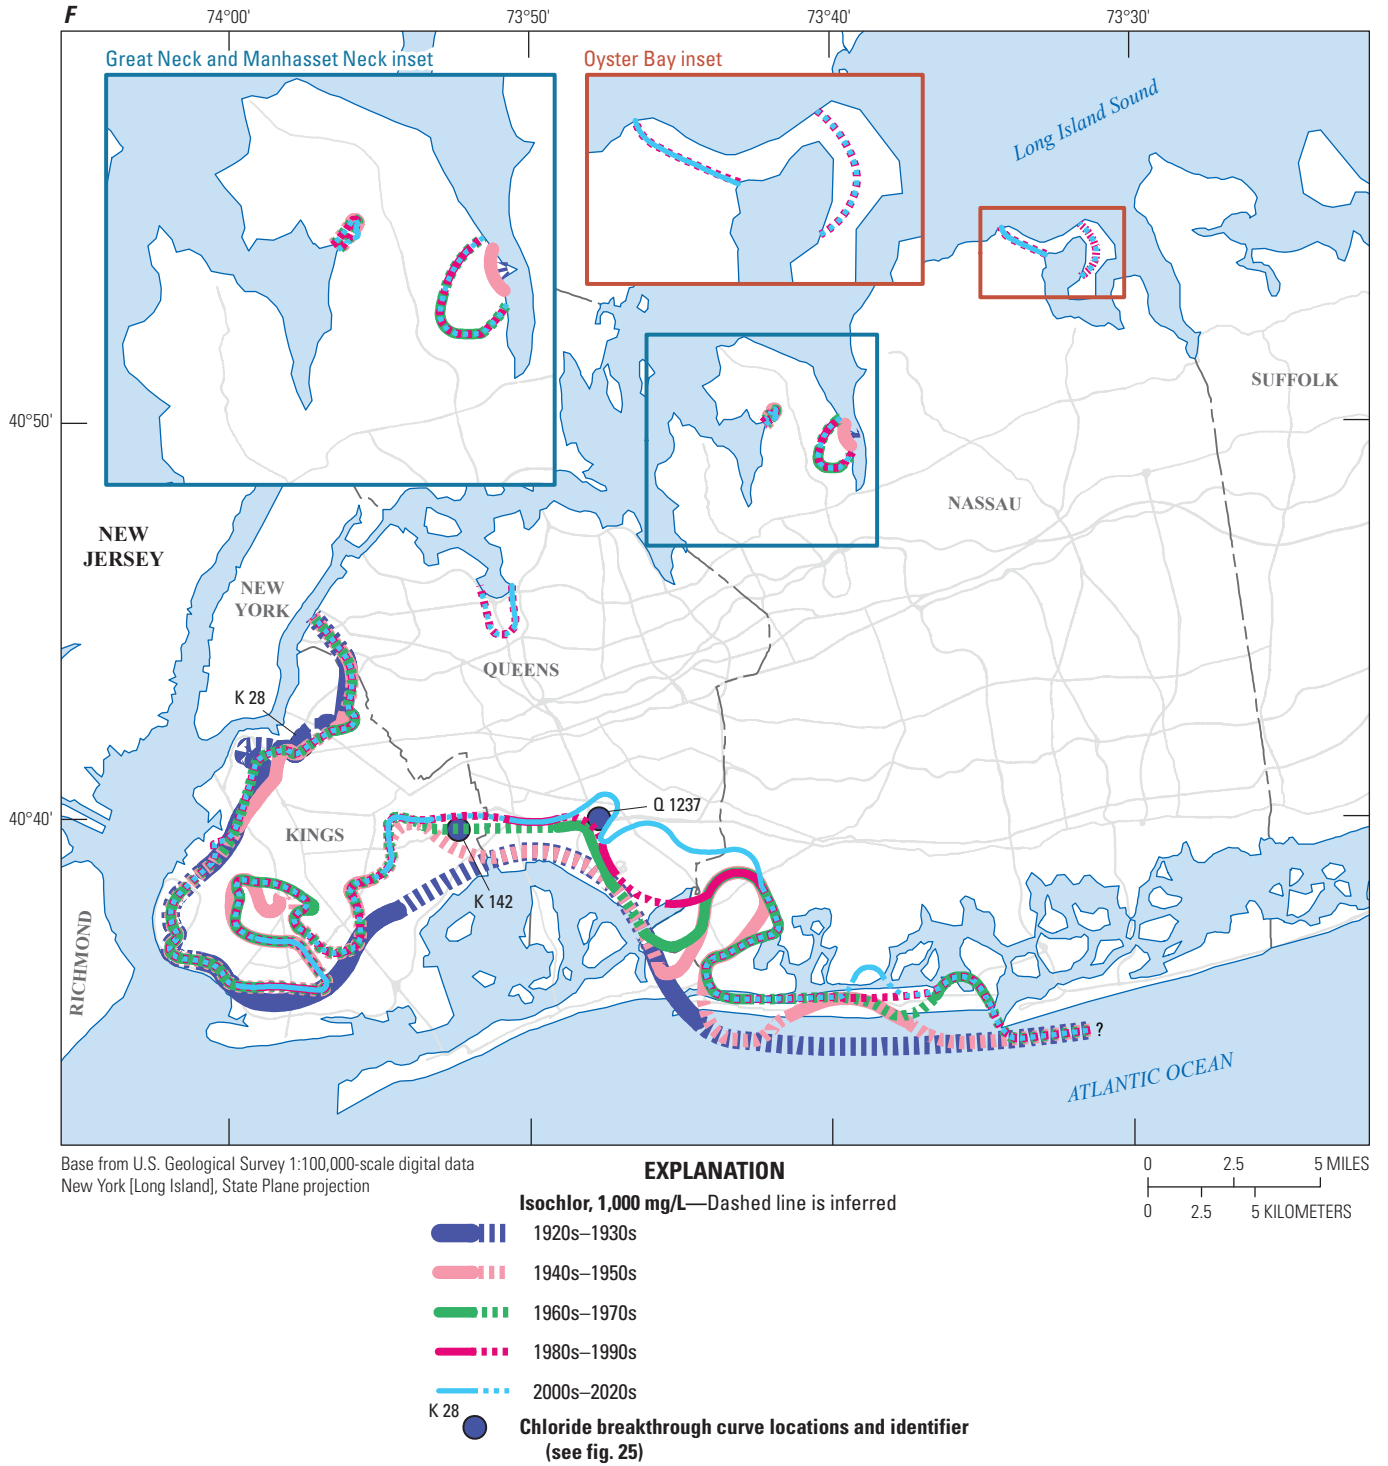 F
74°00'
73°50'
73°40'
73°30'
Great Neck and Manhasset Neck inset
Oyster Bay inset
Long Island Sound
SUFFOLK
40°50'
NASSAU
NEW
JERSEY
NEW
YORK
QUEENS
K 28
Q 1237
40°40'
KINGS
K 142
RICHMOND
?
ATLANTIC OCEAN
Base from U.S. Geological Survey 1:100,000-scale digital data
New York [Long Island], State Plane projection
0 2.5 5 MILES
0 2.5 5 KILOMETERS
EXPLANATION
Isochlor, 1,000 mg/L—Dashed line is inferred
1920s–1930s
1940s–1950s
1960s–1970s
1980s–1990s
2000s–2020s
K 28
Chloride breakthrough curve locations and identifier
(see fig. 25)